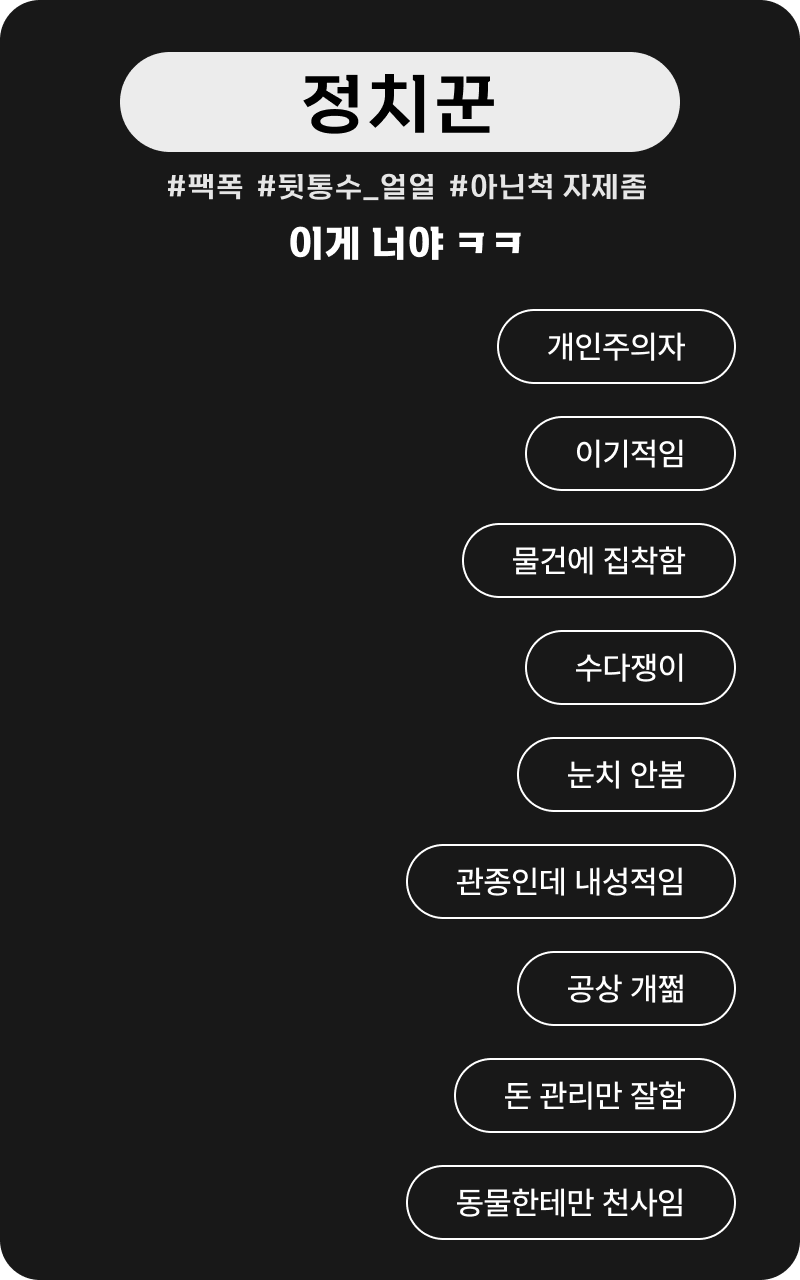 정치꾼
#팩폭 #뒷통수_얼얼 #아닌척 자제좀
이게 너야 ㅋㅋ
개인주의자
이기적임
물건에 집착함
수다쟁이
눈치 안봄
관종인데 내성적임
공상 개쩖
돈 관리만 잘함
동물한테만 천사임